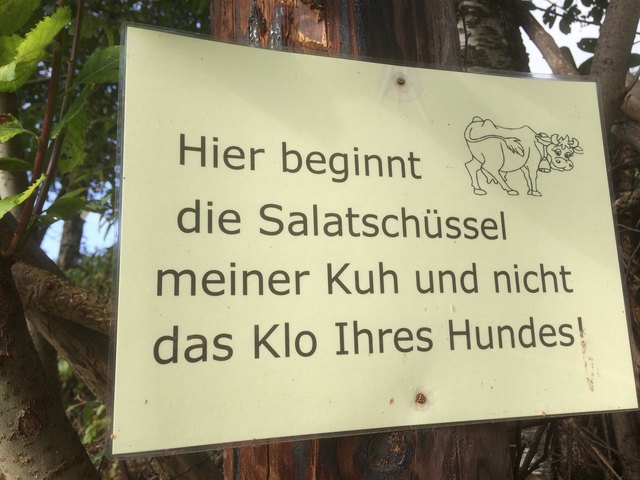 Hier beginnt
die Salatschüssel
meiner Kuh und nicht
das Klo Ihres Hundes!